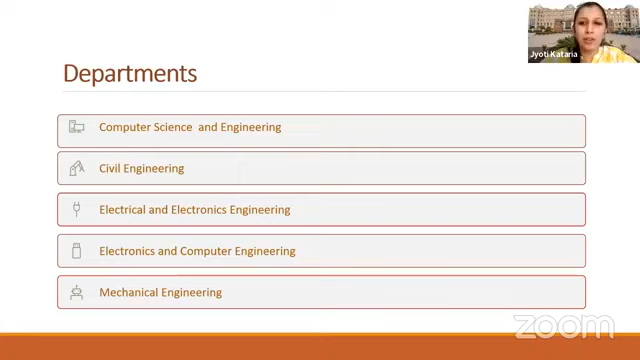 Jyoti Kataria
Departments
Computer Science and Engineering
Civil Engineering
Electrical and Electronics Engineering
Electronics and Computer Engineering
Mechanical Engineering
zoom